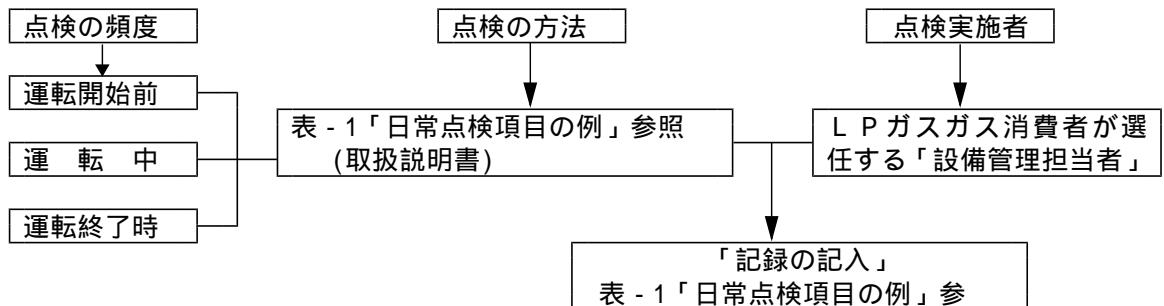 点検の頻度
点検の方法
点検実施者
運転開始前
運　転　中
運転終了時
表 - 1「日常点検項目の例」参照
(取扱説明書)
ＬＰガスガス消費者が選
任する「設備管理担当者」
「記録の記入」
表 - 1「日常点検項目の例」参